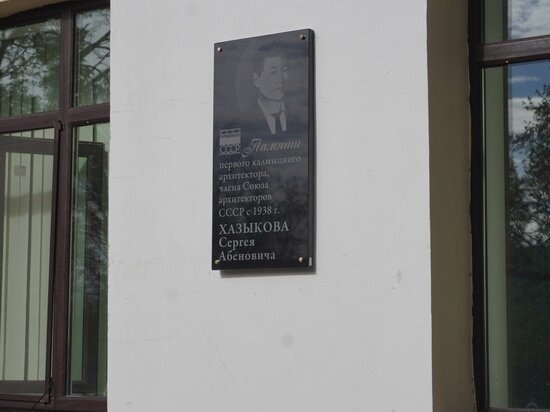 СССР
Памяти
первого калмыцкого
архитектора,
члена Союза
архитекторов
СССР с 1938 г.
ХАЗЫКОВА
Сергея
Абеновича